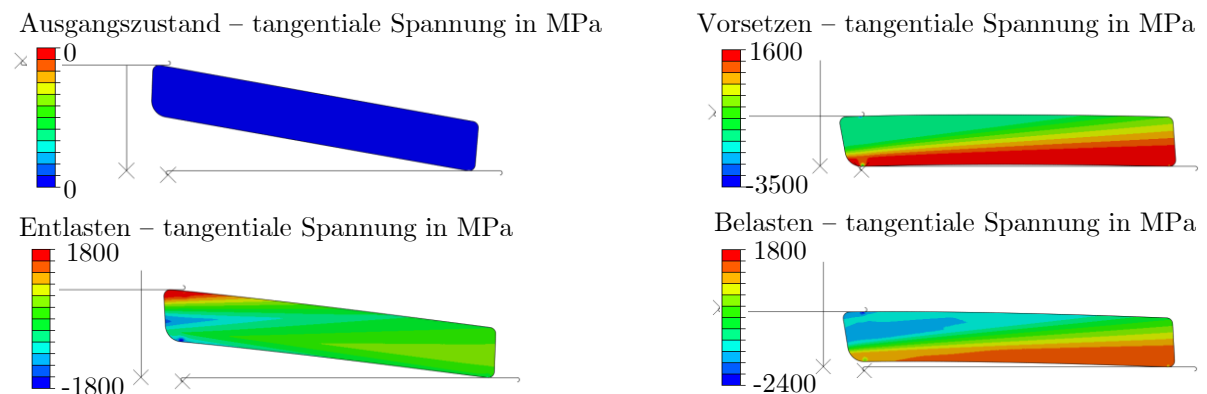 Ausgangszustand – tangentiale Spannung in MPa
0
0
Vorsetzen – tangentiale Spannung in MPa
1600
-3500
Entlasten – tangentiale Spannung in MPa
1800
-1800
Belasten – tangentiale Spannung in MPa
1800
-2400